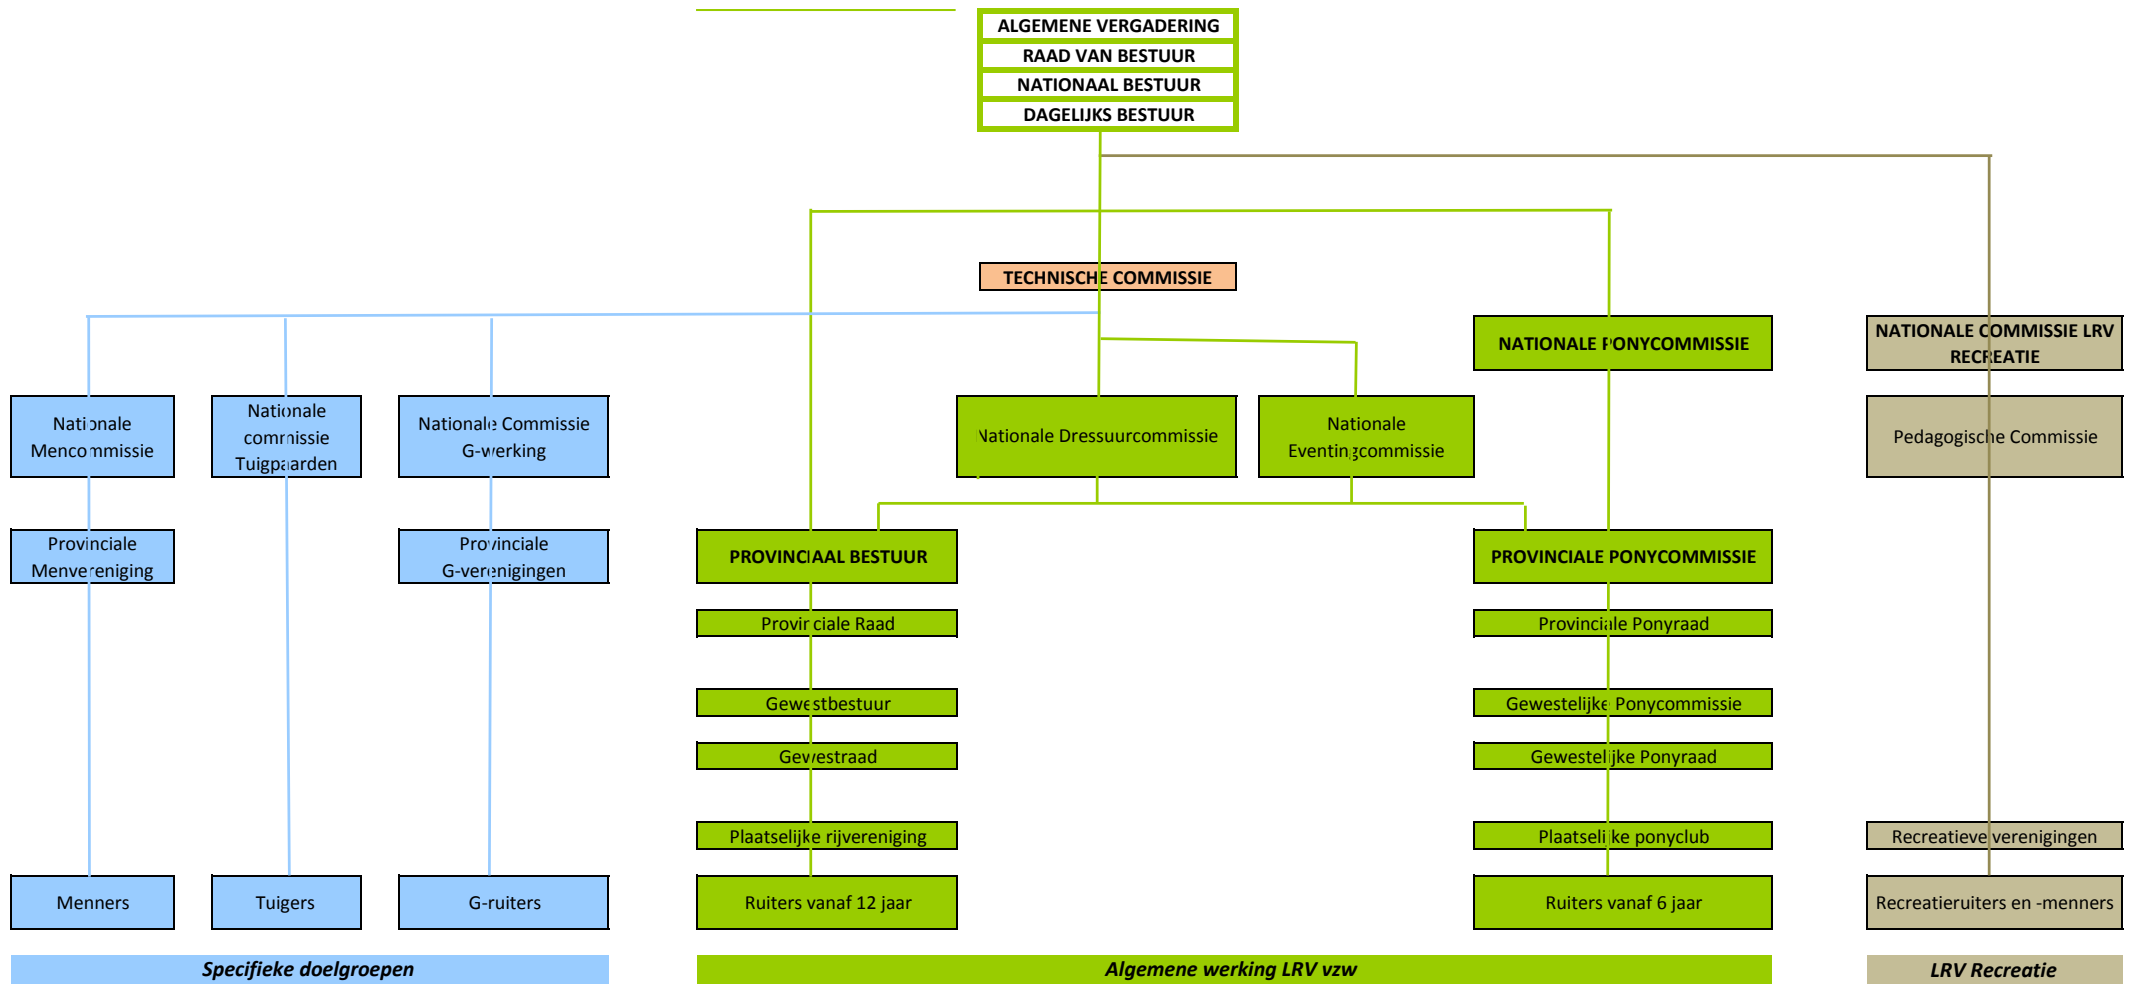 ALGEMENE VERGADERING
RAAD VAN BESTUUR
NATIONAAL BESTUUR
DAGELIJKS BESTUUR
TECHNISCHE COMMISSIE
NATIONALE PONYCOMMISSIE
NATIONALE COMMISSIE LRV
RECREATIE
Nationale
Mencommissie
Nationale
commissie
Tuigpaarden
Nationale Commissie
G-werking
Nationale Dressuurcommissie
Nationale
Eventingcommissie
Pedagogische Commissie
Provinciale
Menvereniging
Provinciale
G-verenigingen
PROVINCIAAL BESTUUR
PROVINCIALE PONYCOMMISSIE
Provinciale Raad
Provinciale Ponyraad
Gewestbestuur
Gewestelijke Ponycommissie
Gewestraad
Gewestelijke Ponyraad
Plaatselijke rijvereniging
Plaatselijke ponyclub
Recreatieve verenigingen
Menners
Tuigers
G-ruiters
Ruiters vanaf 12 jaar
Ruiters vanaf 6 jaar
Recreatieruiters en -menners
Specifieke doelgroepen
Algemene werking LRV vzw
LRV Recreatie